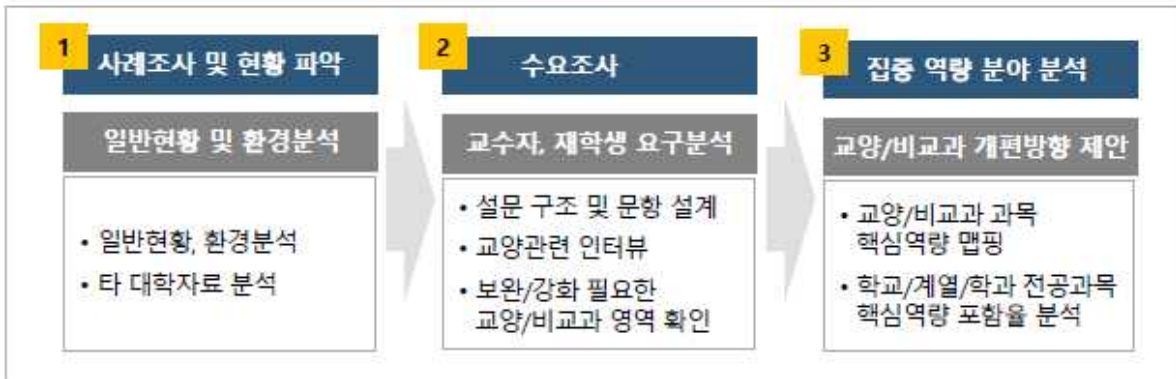 1
사례조사 및 현황 파악
일반현황 및 환경분석
• 일반현황, 환경분석
• 타 대학자료 분석
2
수요조사
교수자, 재학생 요구분석
• 설문 구조 및 문항 설계
• 교양관련 인터뷰
• 보완/강화 필요한
교양/비교과 영역 확인
3
집중 역량 분야 분석
교양/비교과 개편방향 제안
• 교양/비교과 과목
핵심역량 맵핑
• 학교/계열/학과 전공과목
핵심역량 포함율 분석